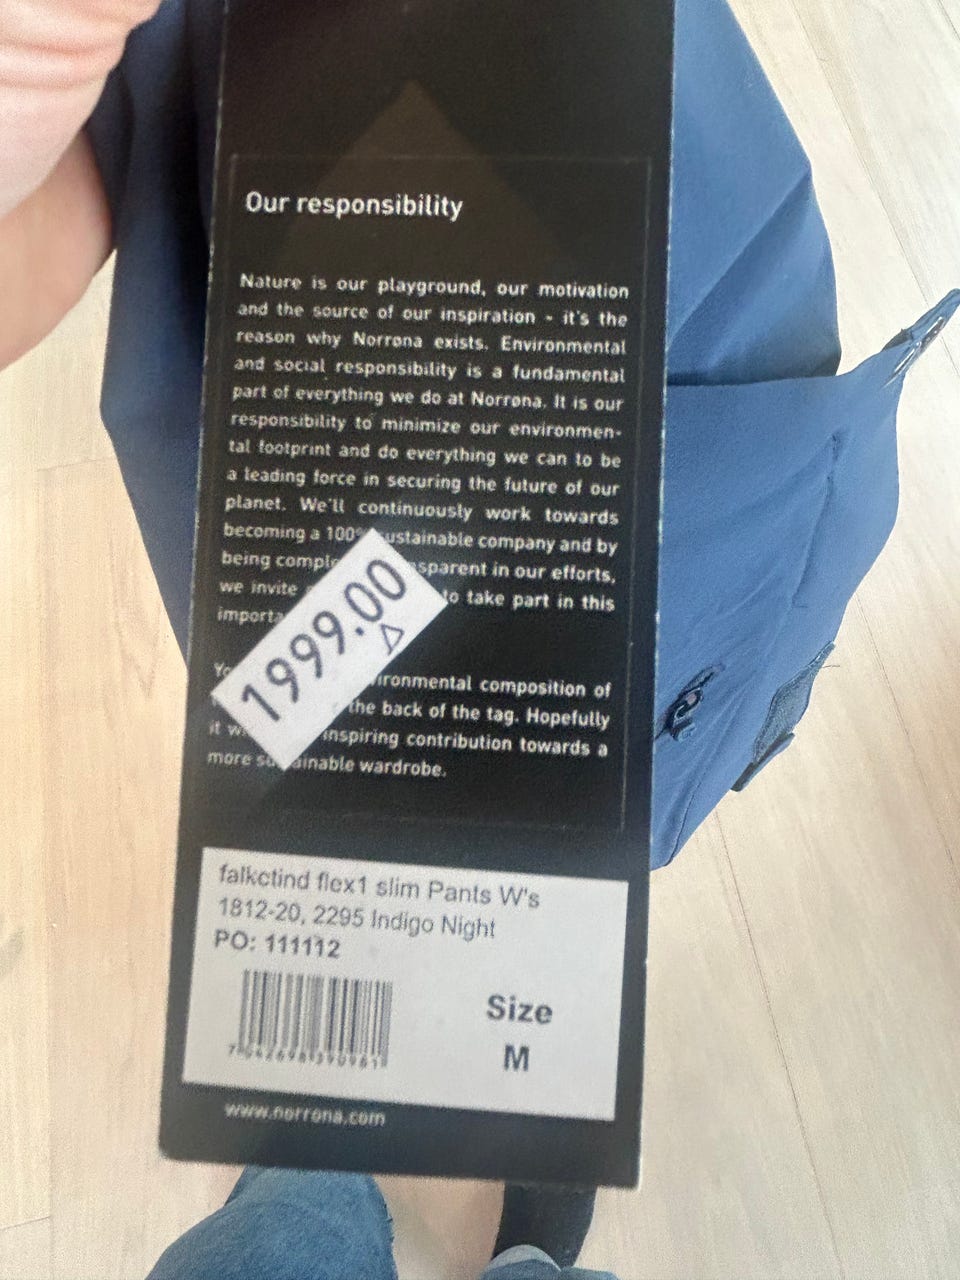 Our responsibility
Nature is our playground, our motivation
and the source of our inspiration - it's the
reason why Norrøna exists. Environmental
and social responsibility is a fundamental
part of everything we do at Norrøna. It is our
responsibility to minimize our environmen-
tal footprint and do everything we can to be
a leading force in securing the future of our
planet. We'll continuously work towards
becoming a 100% sustainable company and by
being comple sparent in our efforts,
we invite to take part in this
importa
1999.00
ironmental composition of
the back of the tag. Hopefully
it w inspiring contribution towards a
more su ainable wardrobe.
falketind flex1 slim Pants W's
1812-20, 2295 Indigo Night
PO: 111112
Size
M
7 042698 390961
www.norrona.com